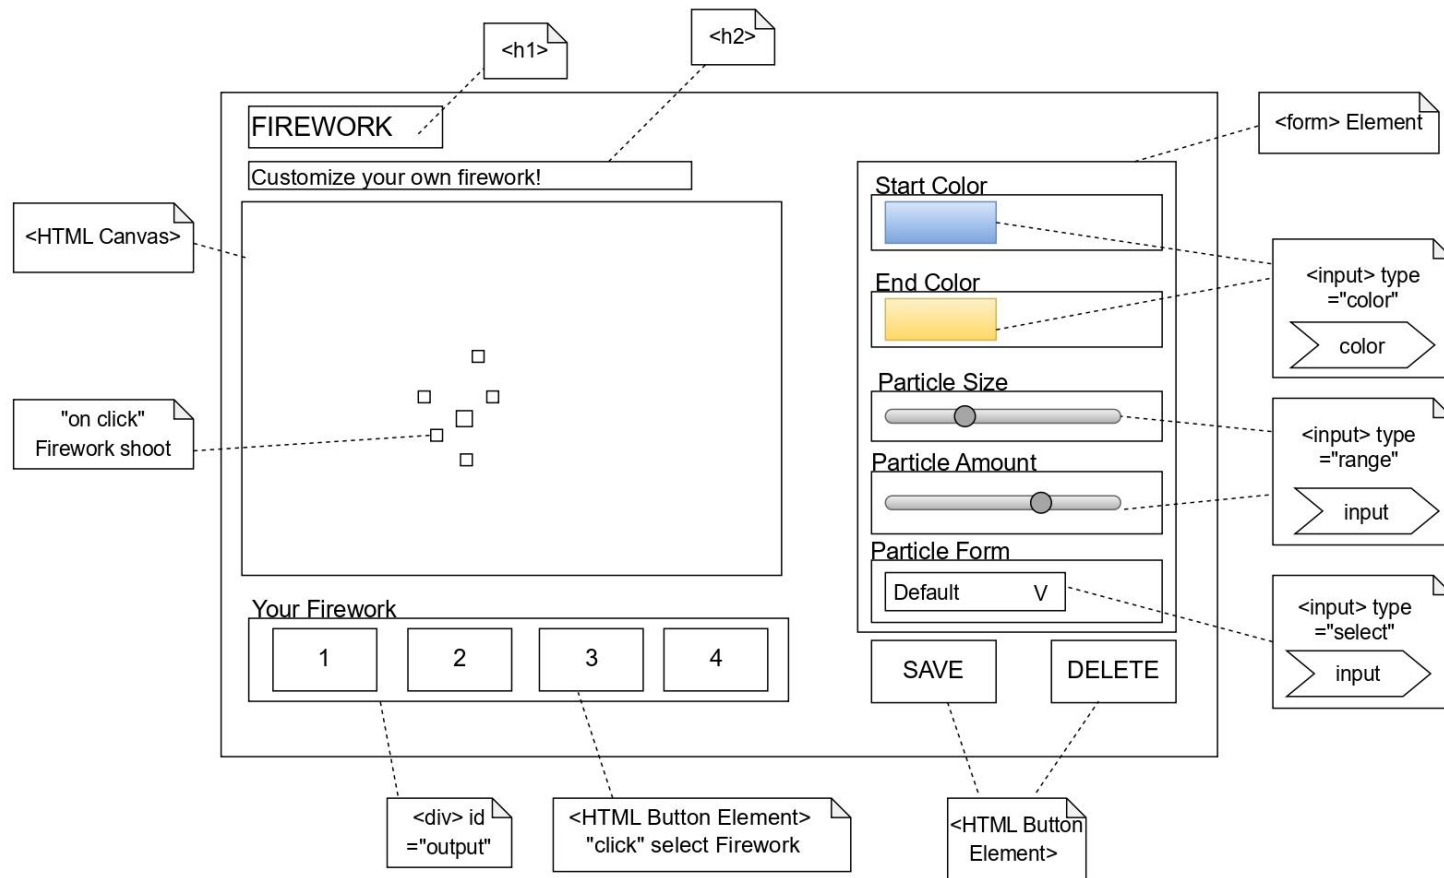 <h1>
<h2>
FIREWORK
<form> Element
Customize your own firework!
Start Color
<HTML Canvas>
End Color
<input> type
="color"
color
Particle Size
"on click"
Firework shoot
<input> type
="range"
Particle Amount
input
Particle Form
Default V
Your Firework
1 2 3 4
<input> type
="select"
input
SAVE DELETE
<div> id
="output"
<HTML Button Element>
"click" select Firework
<HTML Button
Element>